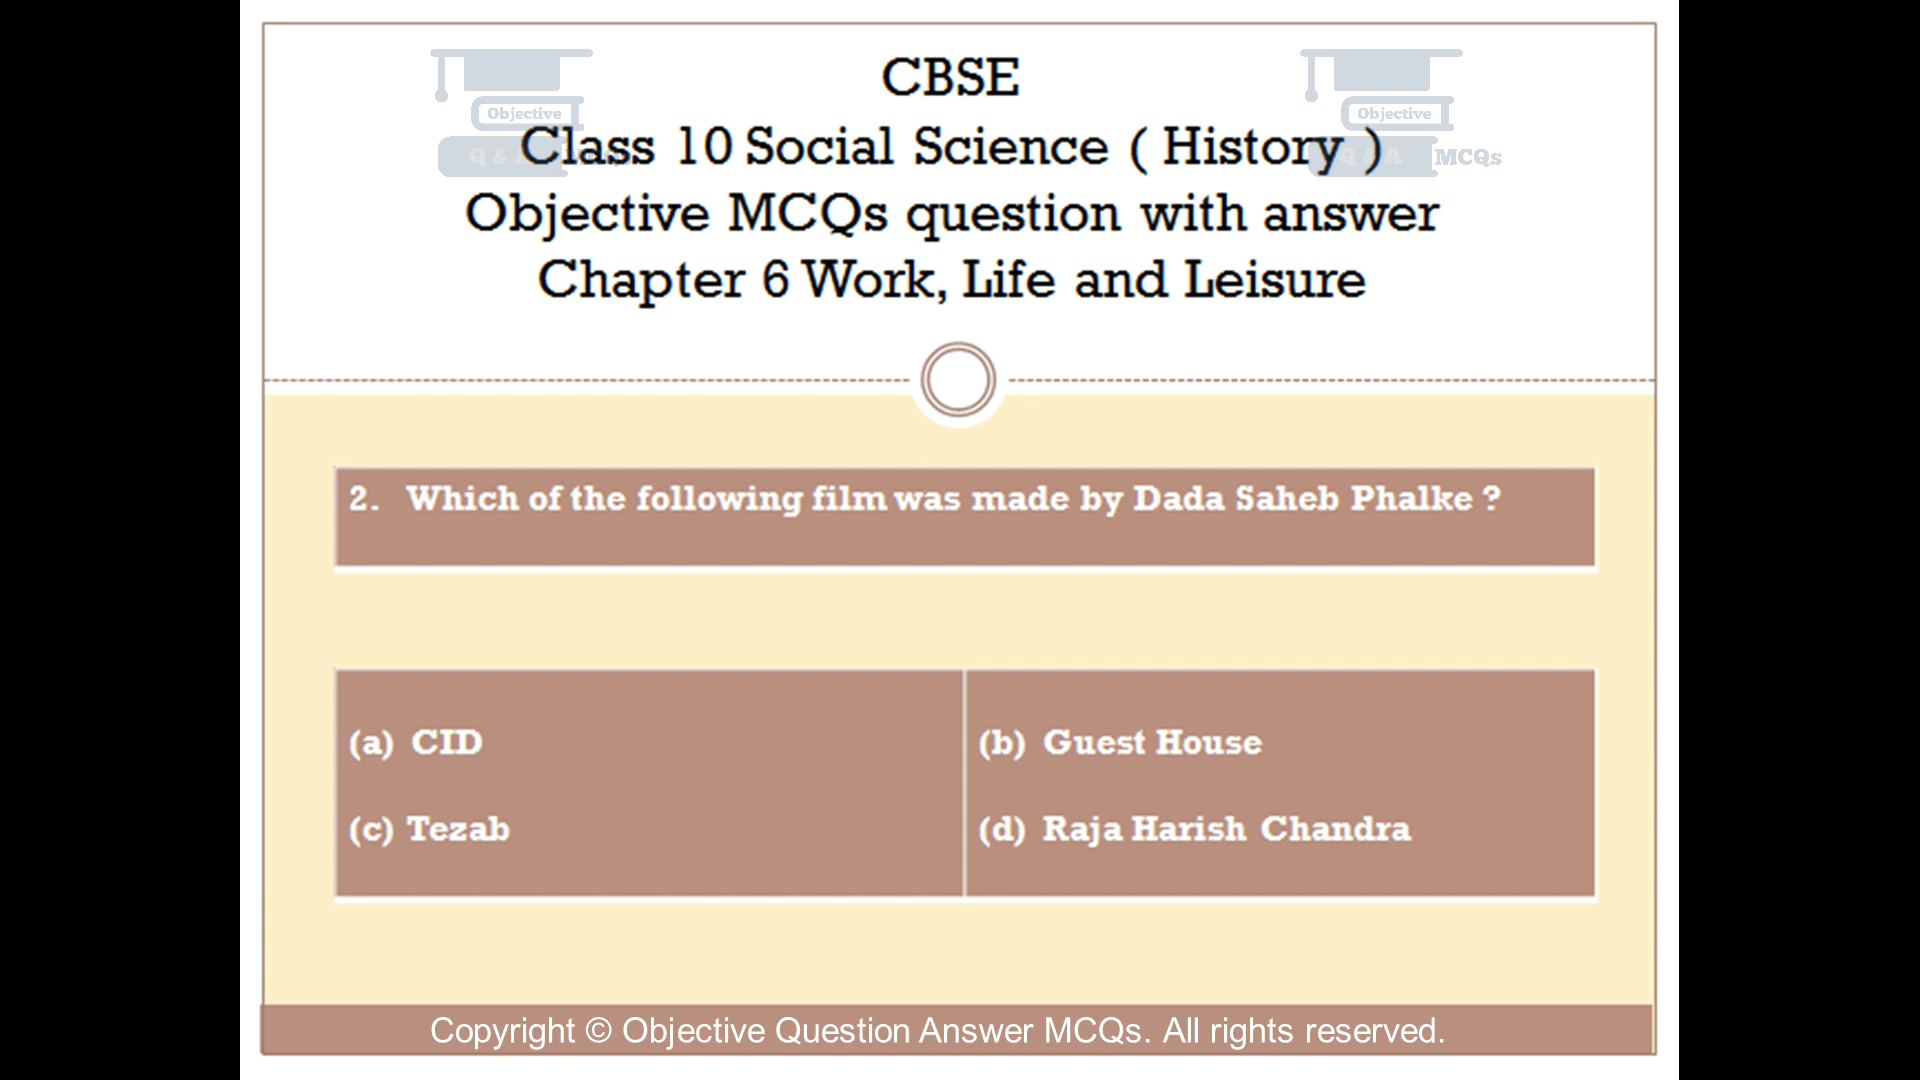 CBSE
Class 10 Social Science ( History )
Objective MCQs question with answer
Chapter 6 Work, Life and Leisure
Objective
Q & A
Objective
Q & A MCQs
2. Which of the following film was made by Dada Saheb Phalke ?
(a) CID
(b) Guest House
(c) Tezab
(d) Raja Harish Chandra
Copyright © Objective Question Answer MCQs. All rights reserved.